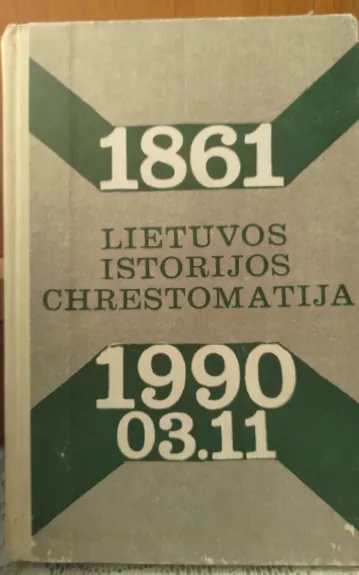 1861
LIETUVOS
ISTORIJOS
CHRESTOMATIJA
1990
03.11